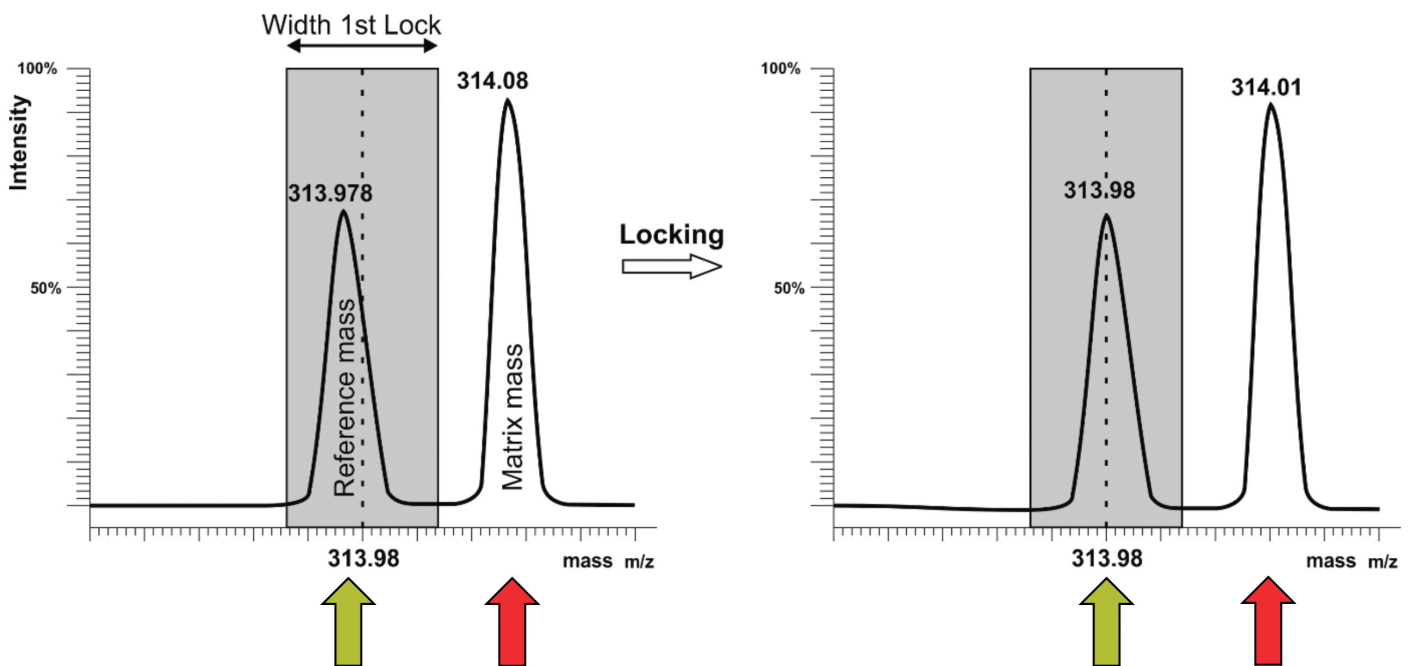 Width 1st Lock
100%
Intensity
50%
313.978
314.08
Reference mass
Matrix mass
313.98
mass m/z
Locking
100%
50%
313.98
314.01
313.98
mass m/z